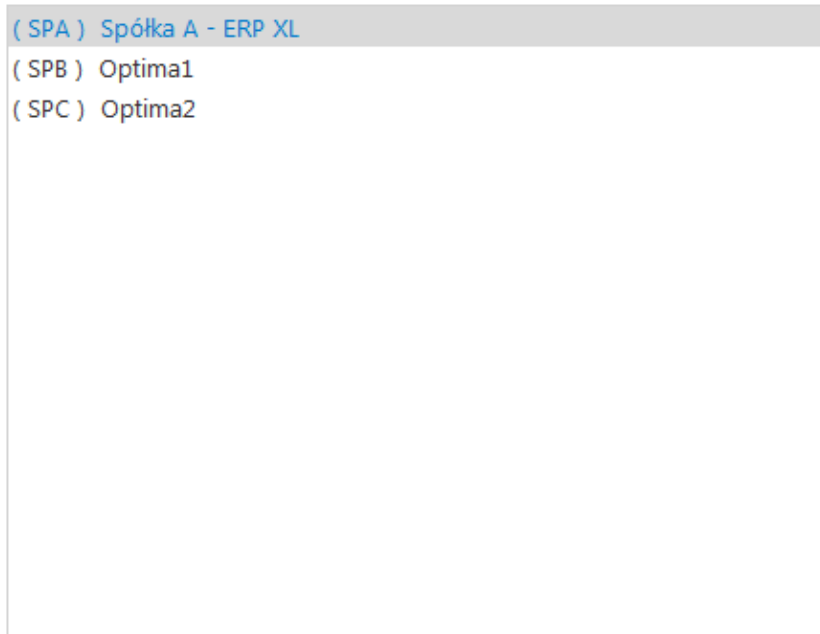 ( SPA ) Spółka A - ERP XL
( SPB ) Optima1
( SPC ) Optima2